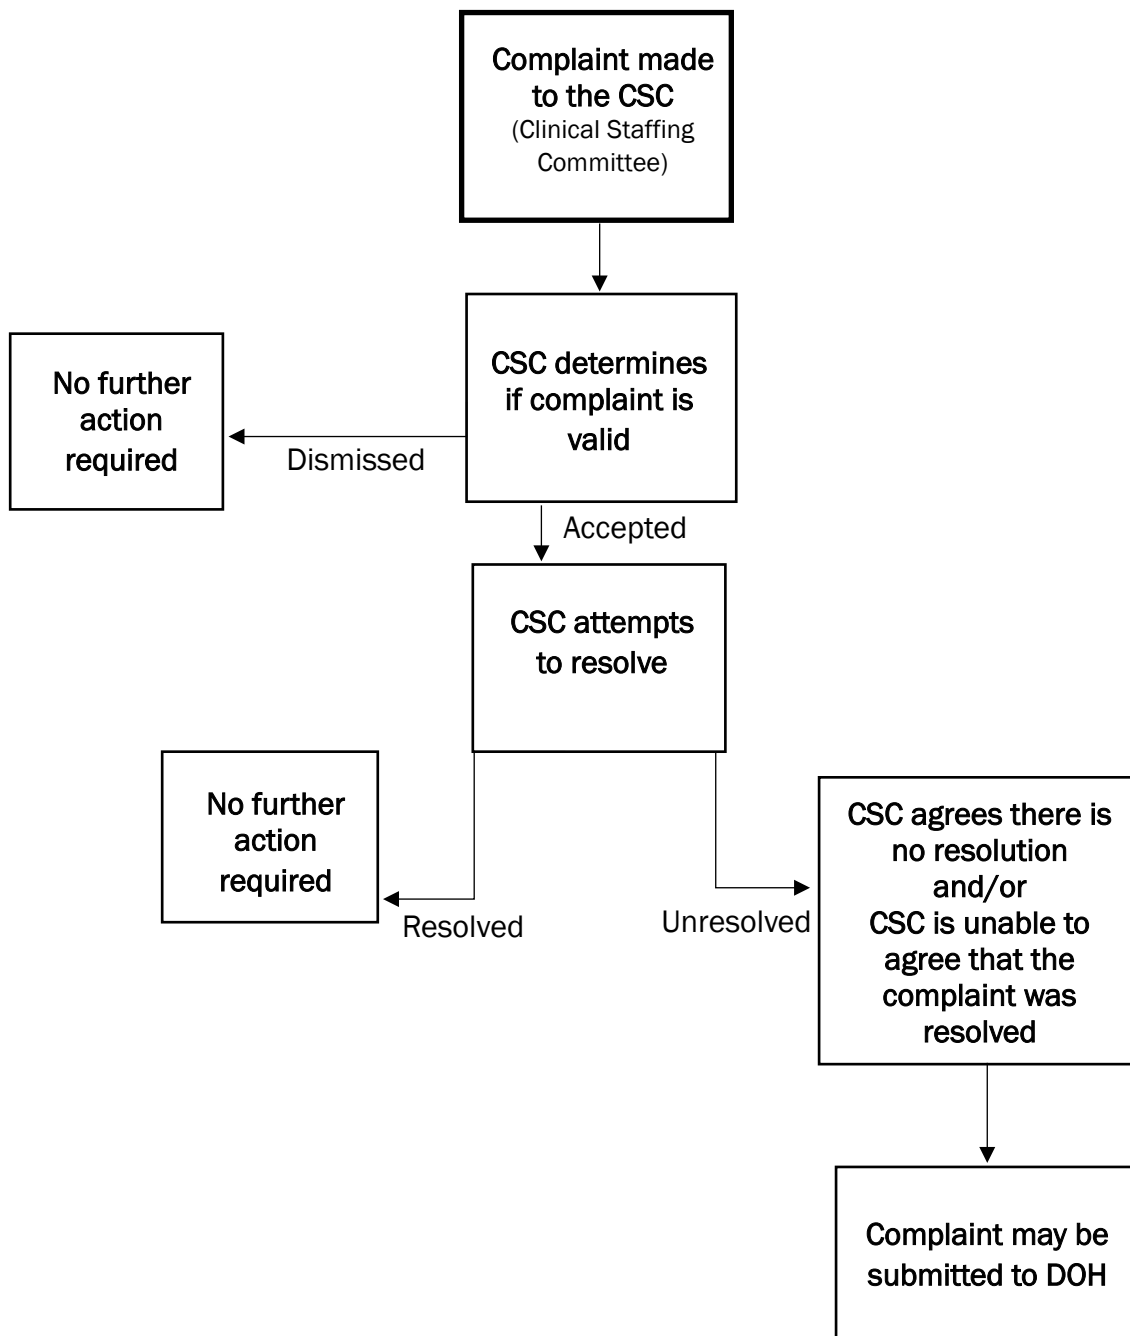 Complaint made
to the CSC
(Clinical Staffing
Committee)
CSC determines
if complaint is
valid
No further
action
required
Dismissed
Accepted
CSC attempts
to resolve
No further
action
required
Resolved
Unresolved
CSC agrees there is
no resolution
and/or
CSC is unable to
agree that the
complaint was
resolved
Complaint may be
submitted to DOH